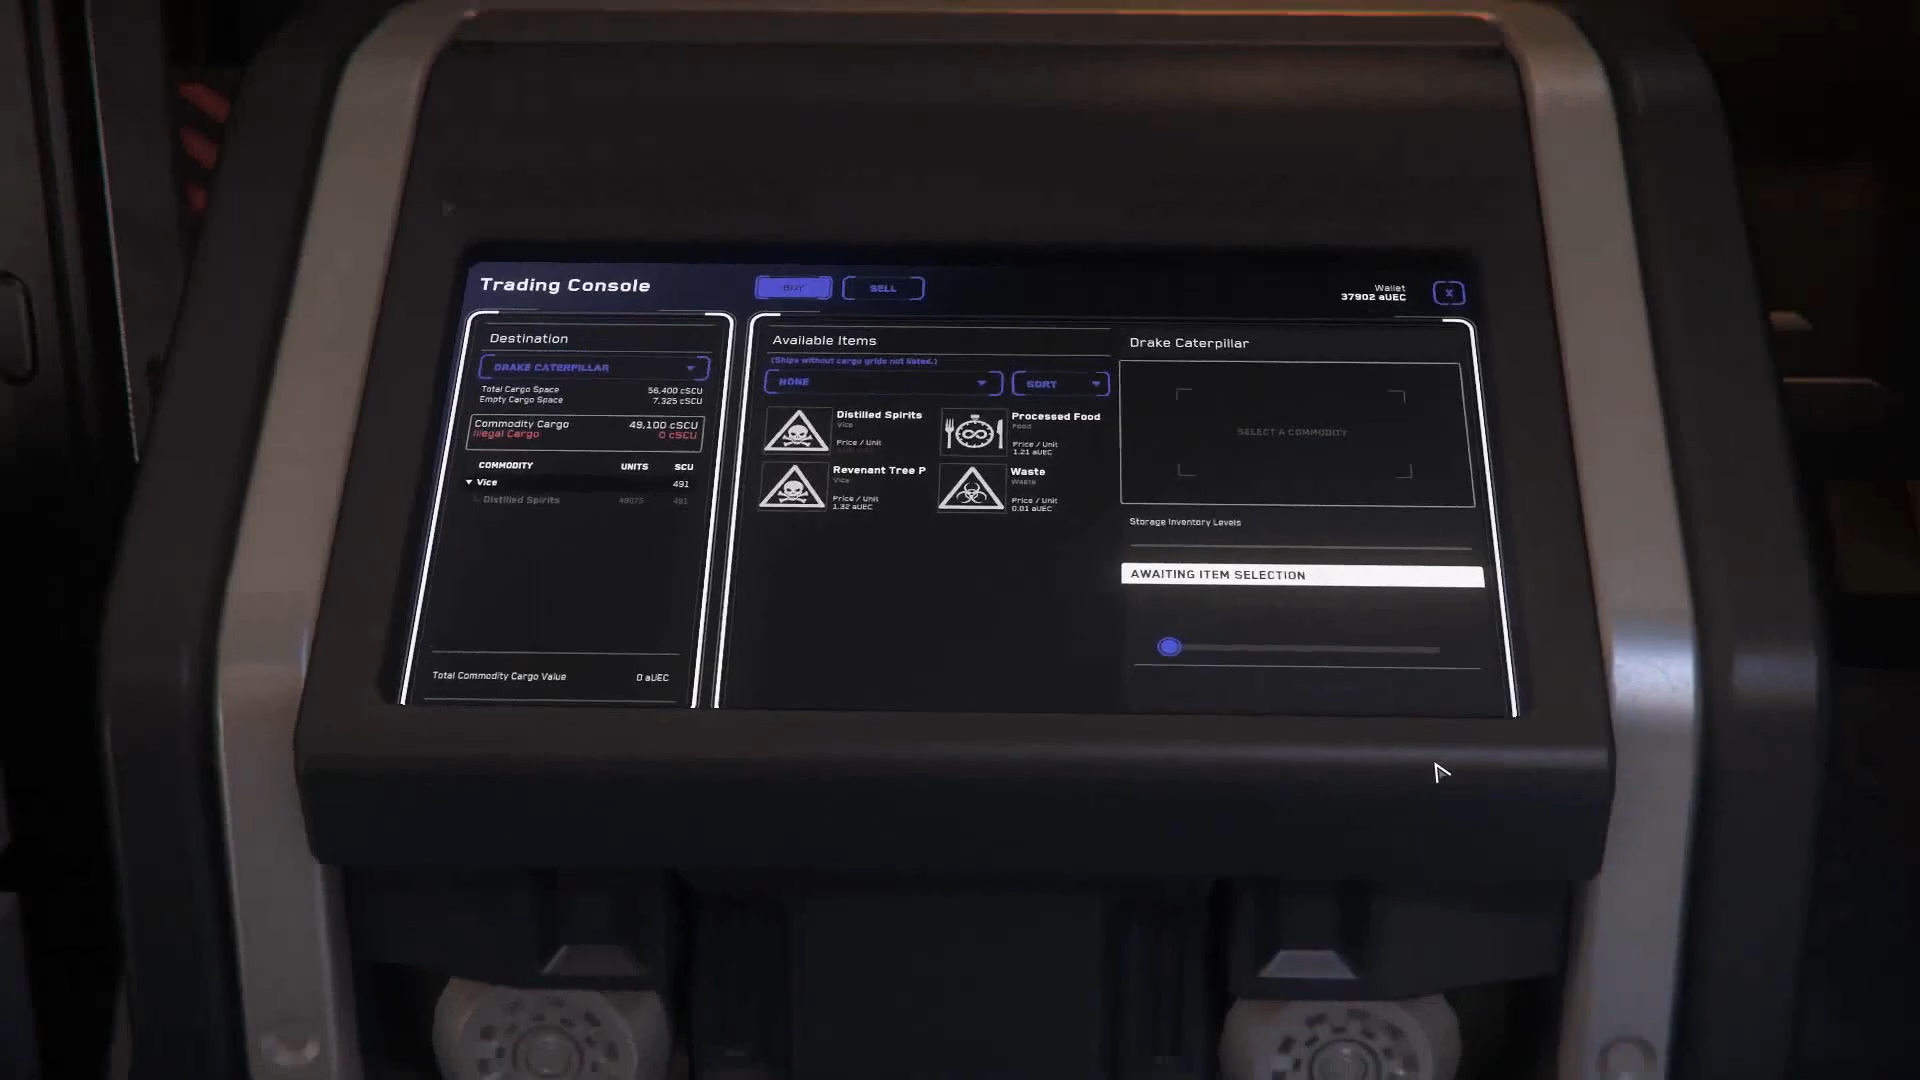 Trading Console
BUY
SELL
Wallet
37902 aUEC
X
Destination
DRAKE CATERPILLAR
Total Cargo Space 56,400 cSCU
Empty Cargo Space 7,325 cSCU
Commodity Cargo 49,100 cSCU
Illegal Cargo 0 cSCU
COMMODITY UNITS SCU
Vice 491
Distilled Spirits 49075 491
Total Commodity Cargo Value 0 aUEC
Available Items
(Ships without cargo grids not listed.)
NONE
SORT
Distilled Spirits
Vice
Price / Unit
Processed Food
Food
Price / Unit
1.21 aUEC
Revenant Tree P
Vice
Price / Unit
1.32 aUEC
Waste
Waste
Price / Unit
0.01 aUEC
Drake Caterpillar
SELECT A COMMODITY
Storage Inventory Levels
AWAITING ITEM SELECTION